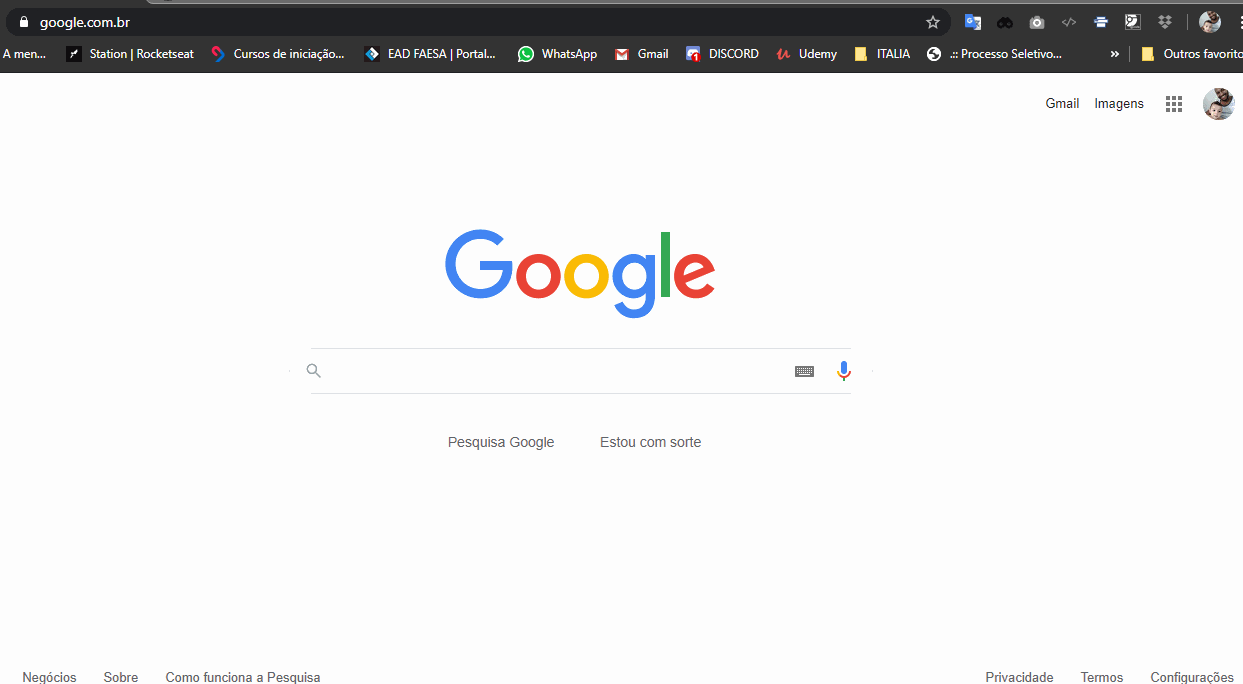 google.com.br
A men... Station | Rocketseat Cursos de iniciação... EAD FAESA | Portal... WhatsApp Gmail DISCORD Udemy ITALIA .:: Processo Seletivo... » Outros favorito
Gmail Imagens
Google
Pesquisa Google Estou com sorte
Negócios Sobre Como funciona a Pesquisa Privacidade Termos Configurações